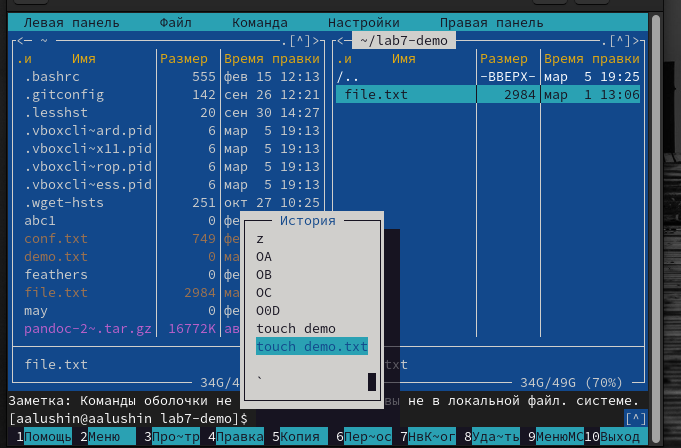 Левая панель Файл Команда Настройки Правая панель
<─ ~ .[^]> <─ ~/lab7-demo .[^]>
.и Имя Размер Время правки .и Имя Размер Время правки
.bashrc 555 фев 15 12:13 /.. -ВВЕРХ- мар 5 19:25
.gitconfig 142 сен 26 12:21 file.txt 2984 мар 1 13:06
.lesshst 20 сен 30 14:27
.vboxcli~ard.pid 6 мар 5 19:13
.vboxcli~x11.pid 6 мар 5 19:13
.vboxcli~rop.pid 6 мар 5 19:13
.vboxcli~ess.pid 6 мар 5 19:13
.wget-hsts 251 окт 27 10:25
abc1 0 фе
conf.txt 749 фе
demo.txt 0 ма
feathers 0 фе
file.txt 2984 ма
may 0 фе
pandoc-2~.tar.gz 16772K ав
История
z
OA
OB
OC
O0D
touch demo
touch demo.txt
`
file.txt xt
34G/4 34G/49G (70%)
Заметка: Команды оболочки не вы не в локальной файл. системе.
[aalushin@aalushin lab7-demo]$ [^]
1Помощь 2Меню 3Про~тр 4Правка 5Копия 6Пер~ос 7НвК~ог 8Уда~ть 9МенюMC 10Выход